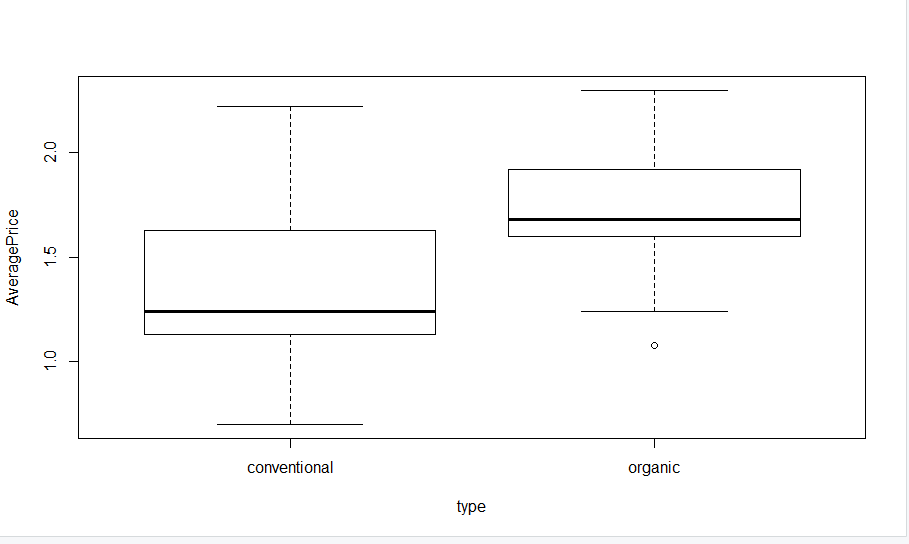 AveragePrice
2.0
1.5
1.0
conventional organic
type